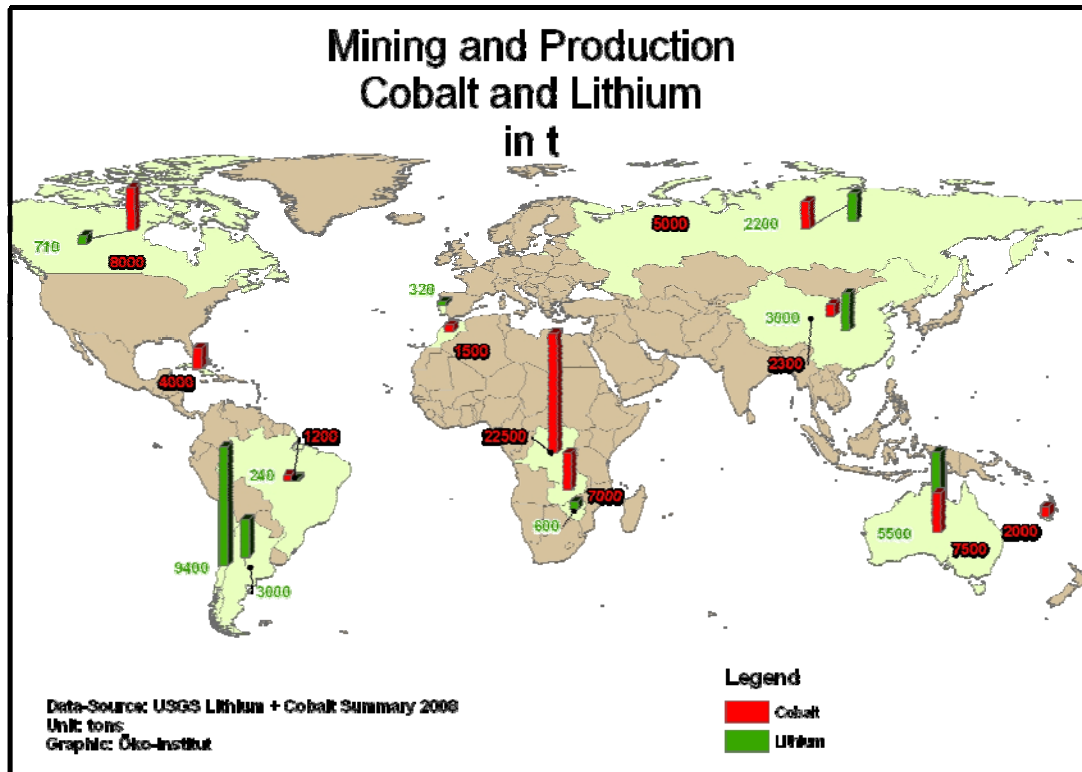 Mining and Production
Cobalt and Lithium
in t
710
8000
4000
1200
240
9400
3000
320
1500
22500
7000
600
5000
2200
3000
2300
5500
7500
2000
Legend
Cobalt
Lithium
Data-Source: USGS Lithium + Cobalt Summary 2008
Unit: tons
Graphic: Öko-Institut